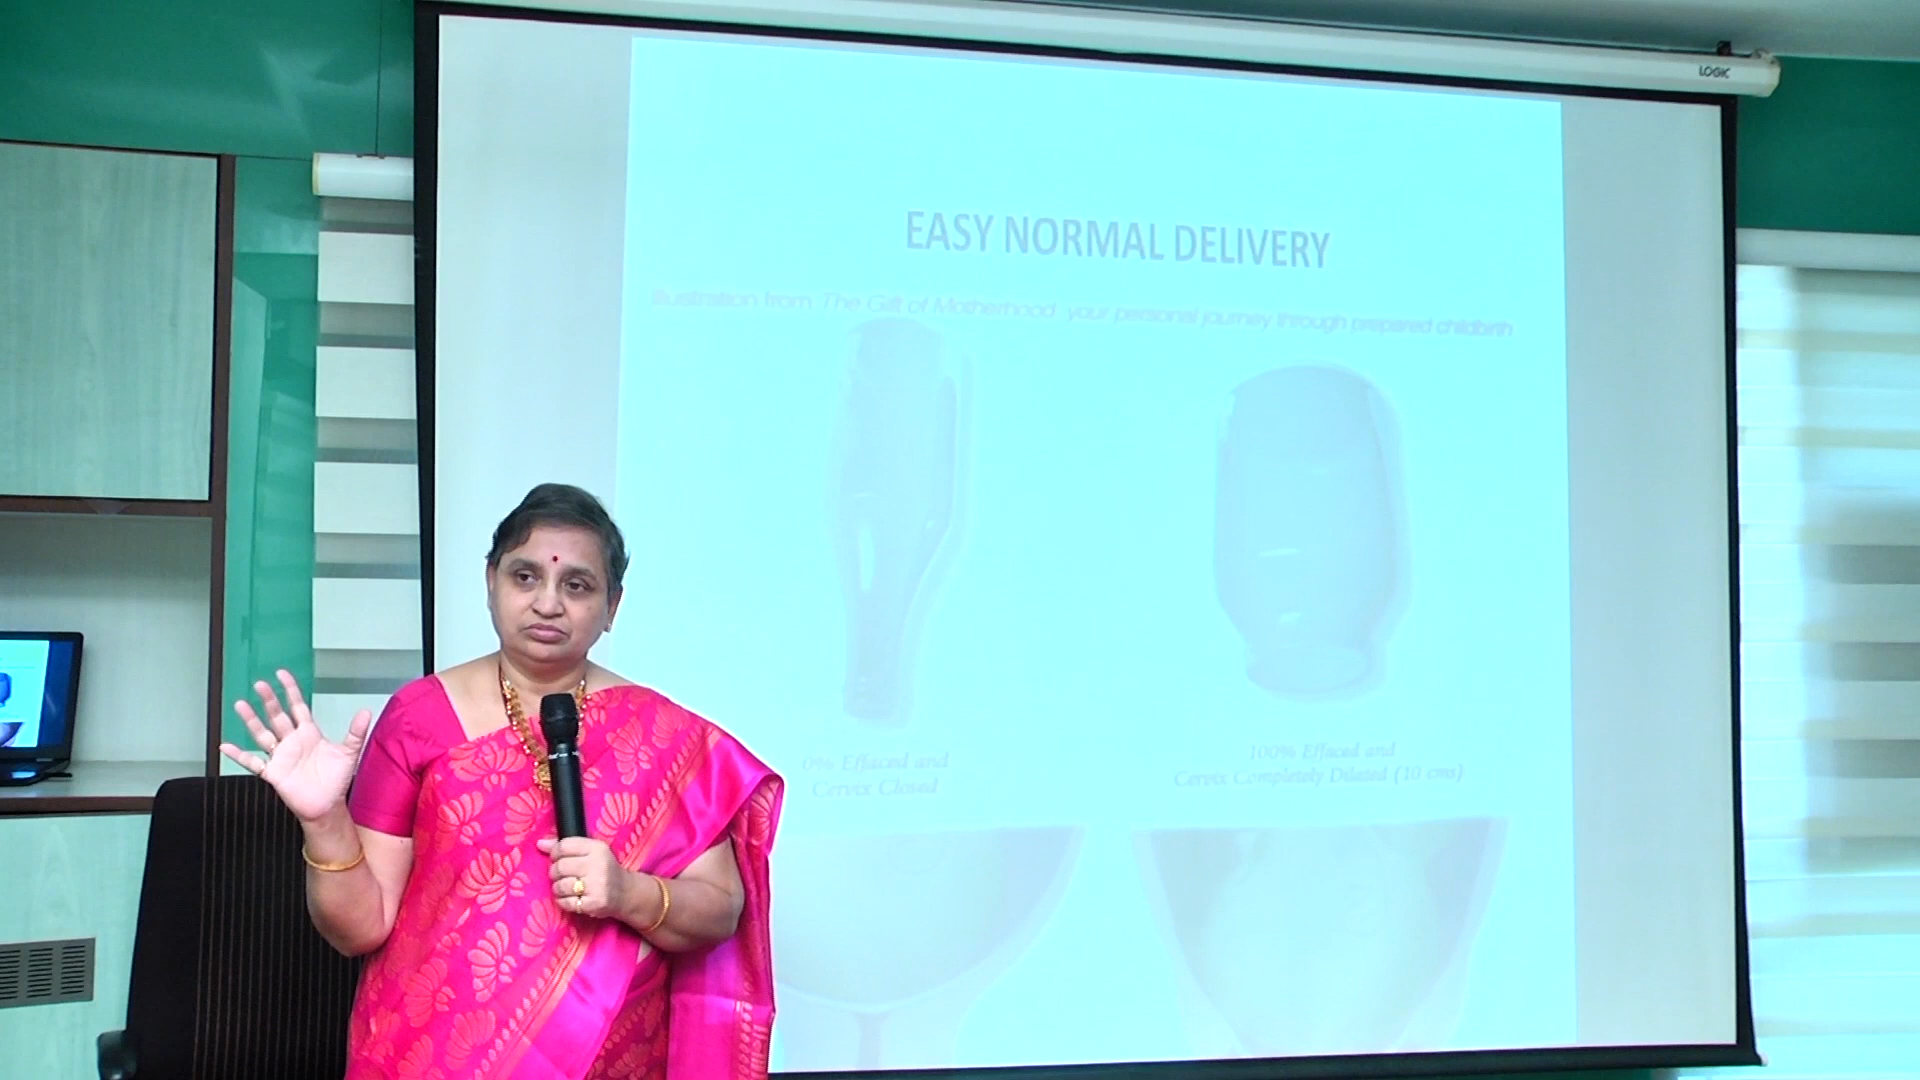 LOGIC
EASY NORMAL DELIVERY
Illustration from The Gift of Motherhood your personal journey through prepared childbirth
0% Effaced and
Cervix Closed
100% Effaced and
Cervix Completely Dilated (10 cms)